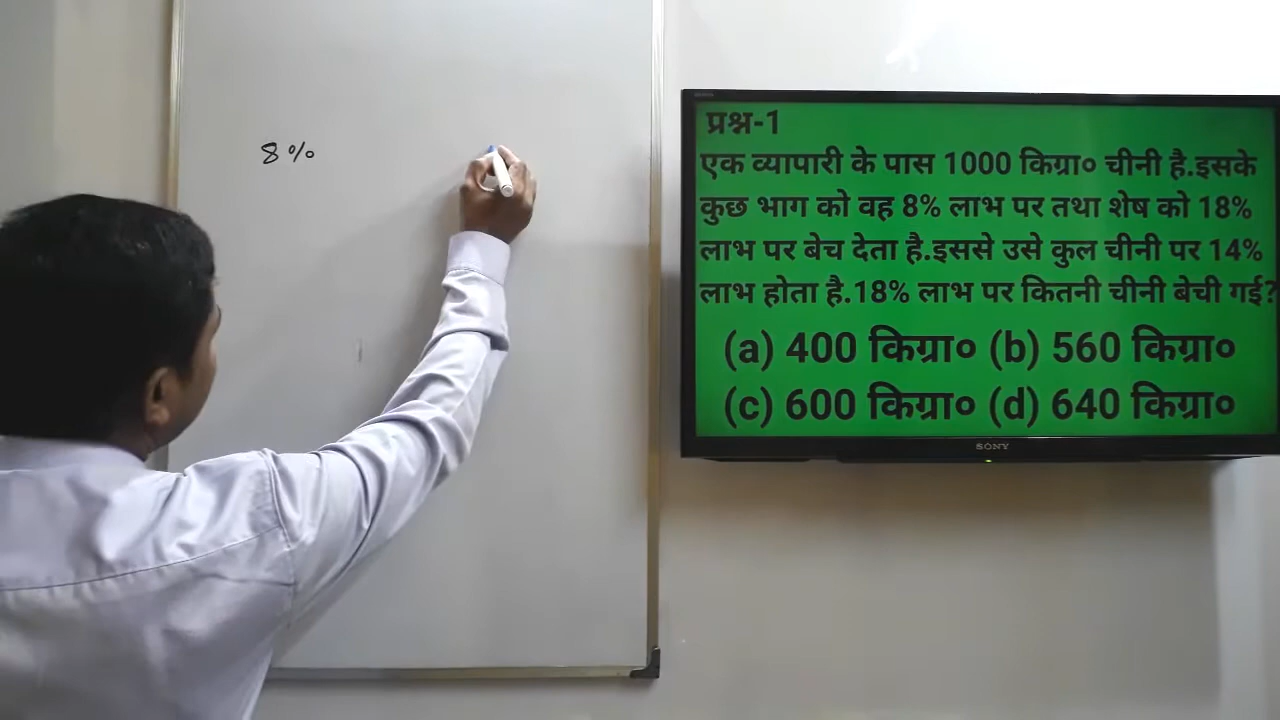 8%
प्रश्न-1
एक व्यापारी के पास 1000 किग्रा० चीनी है.इसके
कुछ भाग को वह 8% लाभ पर तथा शेष को 18%
लाभ पर बेच देता है.इससे उसे कुल चीनी पर 14%
लाभ होता है.18% लाभ पर कितनी चीनी बेची गई?
(a) 400 किग्रा० (b) 560 किग्रा०
(c) 600 किग्रा० (d) 640 किग्रा०
SONY